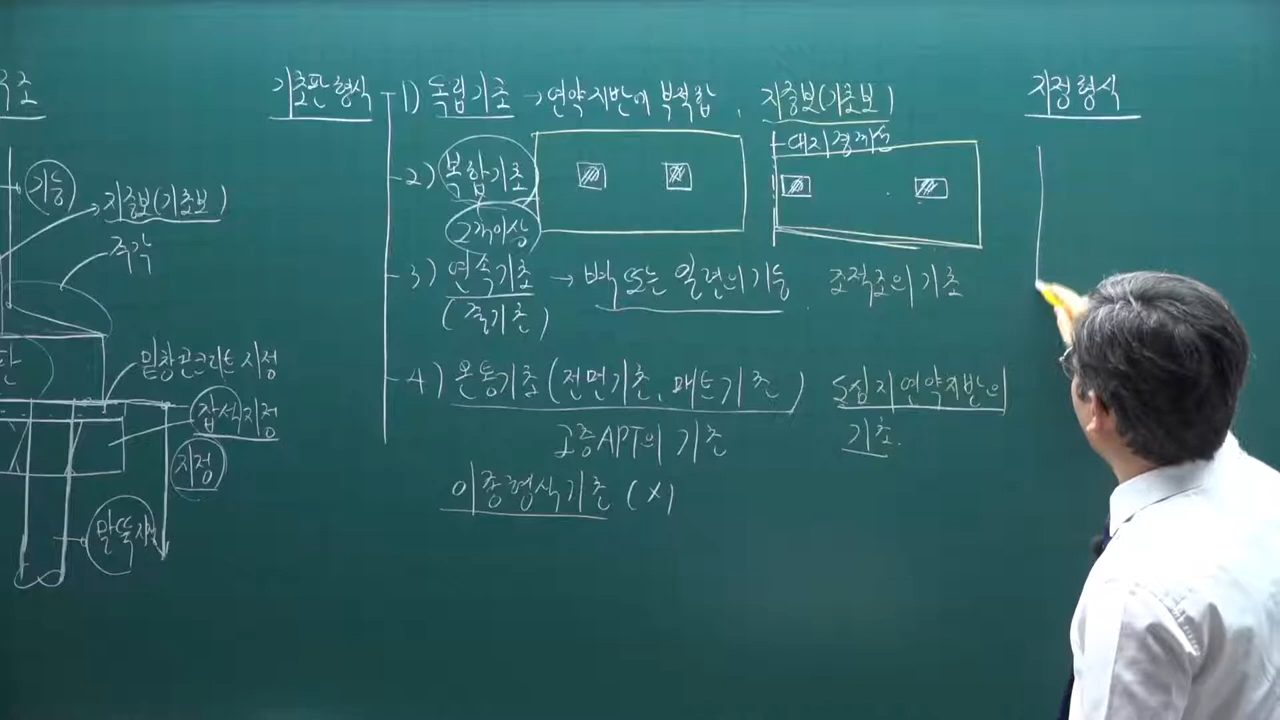 조
기둥
지중보(기초보)
주각
판
밑창콘크리트 지정
잡석지정
지정
말뚝지정
기초판 형식
1) 독립기초 → 연약지반에 부적합, 지중보(기초보)
2) 복합기초
2개이상
대지경계선
3) 연속기초 → 벽 또는 일련의 기둥 조적조의 기초
(줄기초)
4) 온통기초(전면기초, 매트기초) 도심지 연약지반의
기초.
고층APT의 기초
이종형식기초 (X)
지정형식